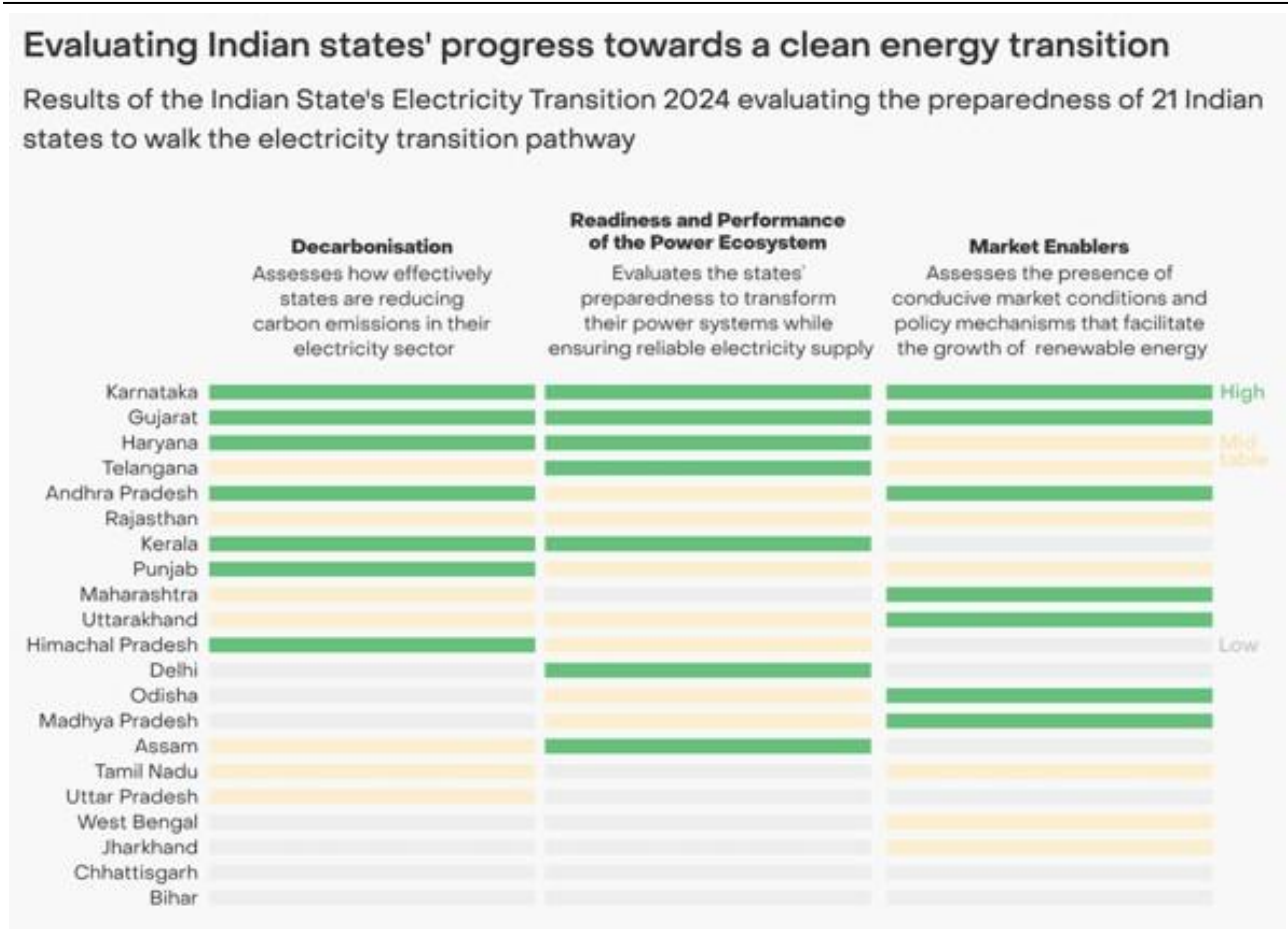 Evaluating Indian states' progress towards a clean energy transition
Results of the Indian State's Electricity Transition 2024 evaluating the preparedness of 21 Indian
states to walk the electricity transition pathway
Decarbonisation
Assesses how effectively
states are reducing
carbon emissions in their
electricity sector
Readiness and Performance
of the Power Ecosystem
Evaluates the states'
preparedness to transform
their power systems while
ensuring reliable electricity supply
Market Enablers
Assesses the presence of
conducive market conditions and
policy mechanisms that facilitate
the growth of renewable energy
Karnataka
High
Gujarat
Haryana
Mid
table
Telangana
Andhra Pradesh
Rajasthan
Kerala
Punjab
Maharashtra
Uttarakhand
Himachal Pradesh
Low
Delhi
Odisha
Madhya Pradesh
Assam
Tamil Nadu
Uttar Pradesh
West Bengal
Jharkhand
Chhattisgarh
Bihar